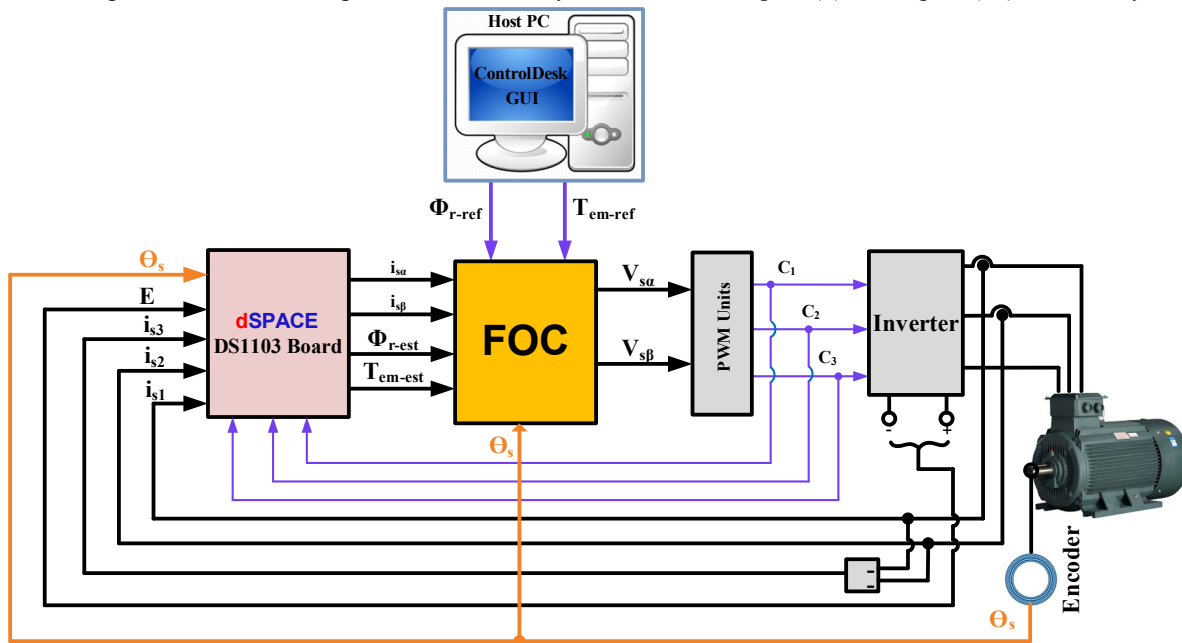 Host PC
ControlDesk
GUI
Φr-ref
Tem-ref
ϴs
E
is3
is2
is1
dSPACE
DS1103 Board
isα
isβ
Φr-est
Tem-est
FOC
ϴs
Vsα
Vsβ
PWM Units
C1
C2
C3
Inverter
- +
- -
Encoder
ϴs